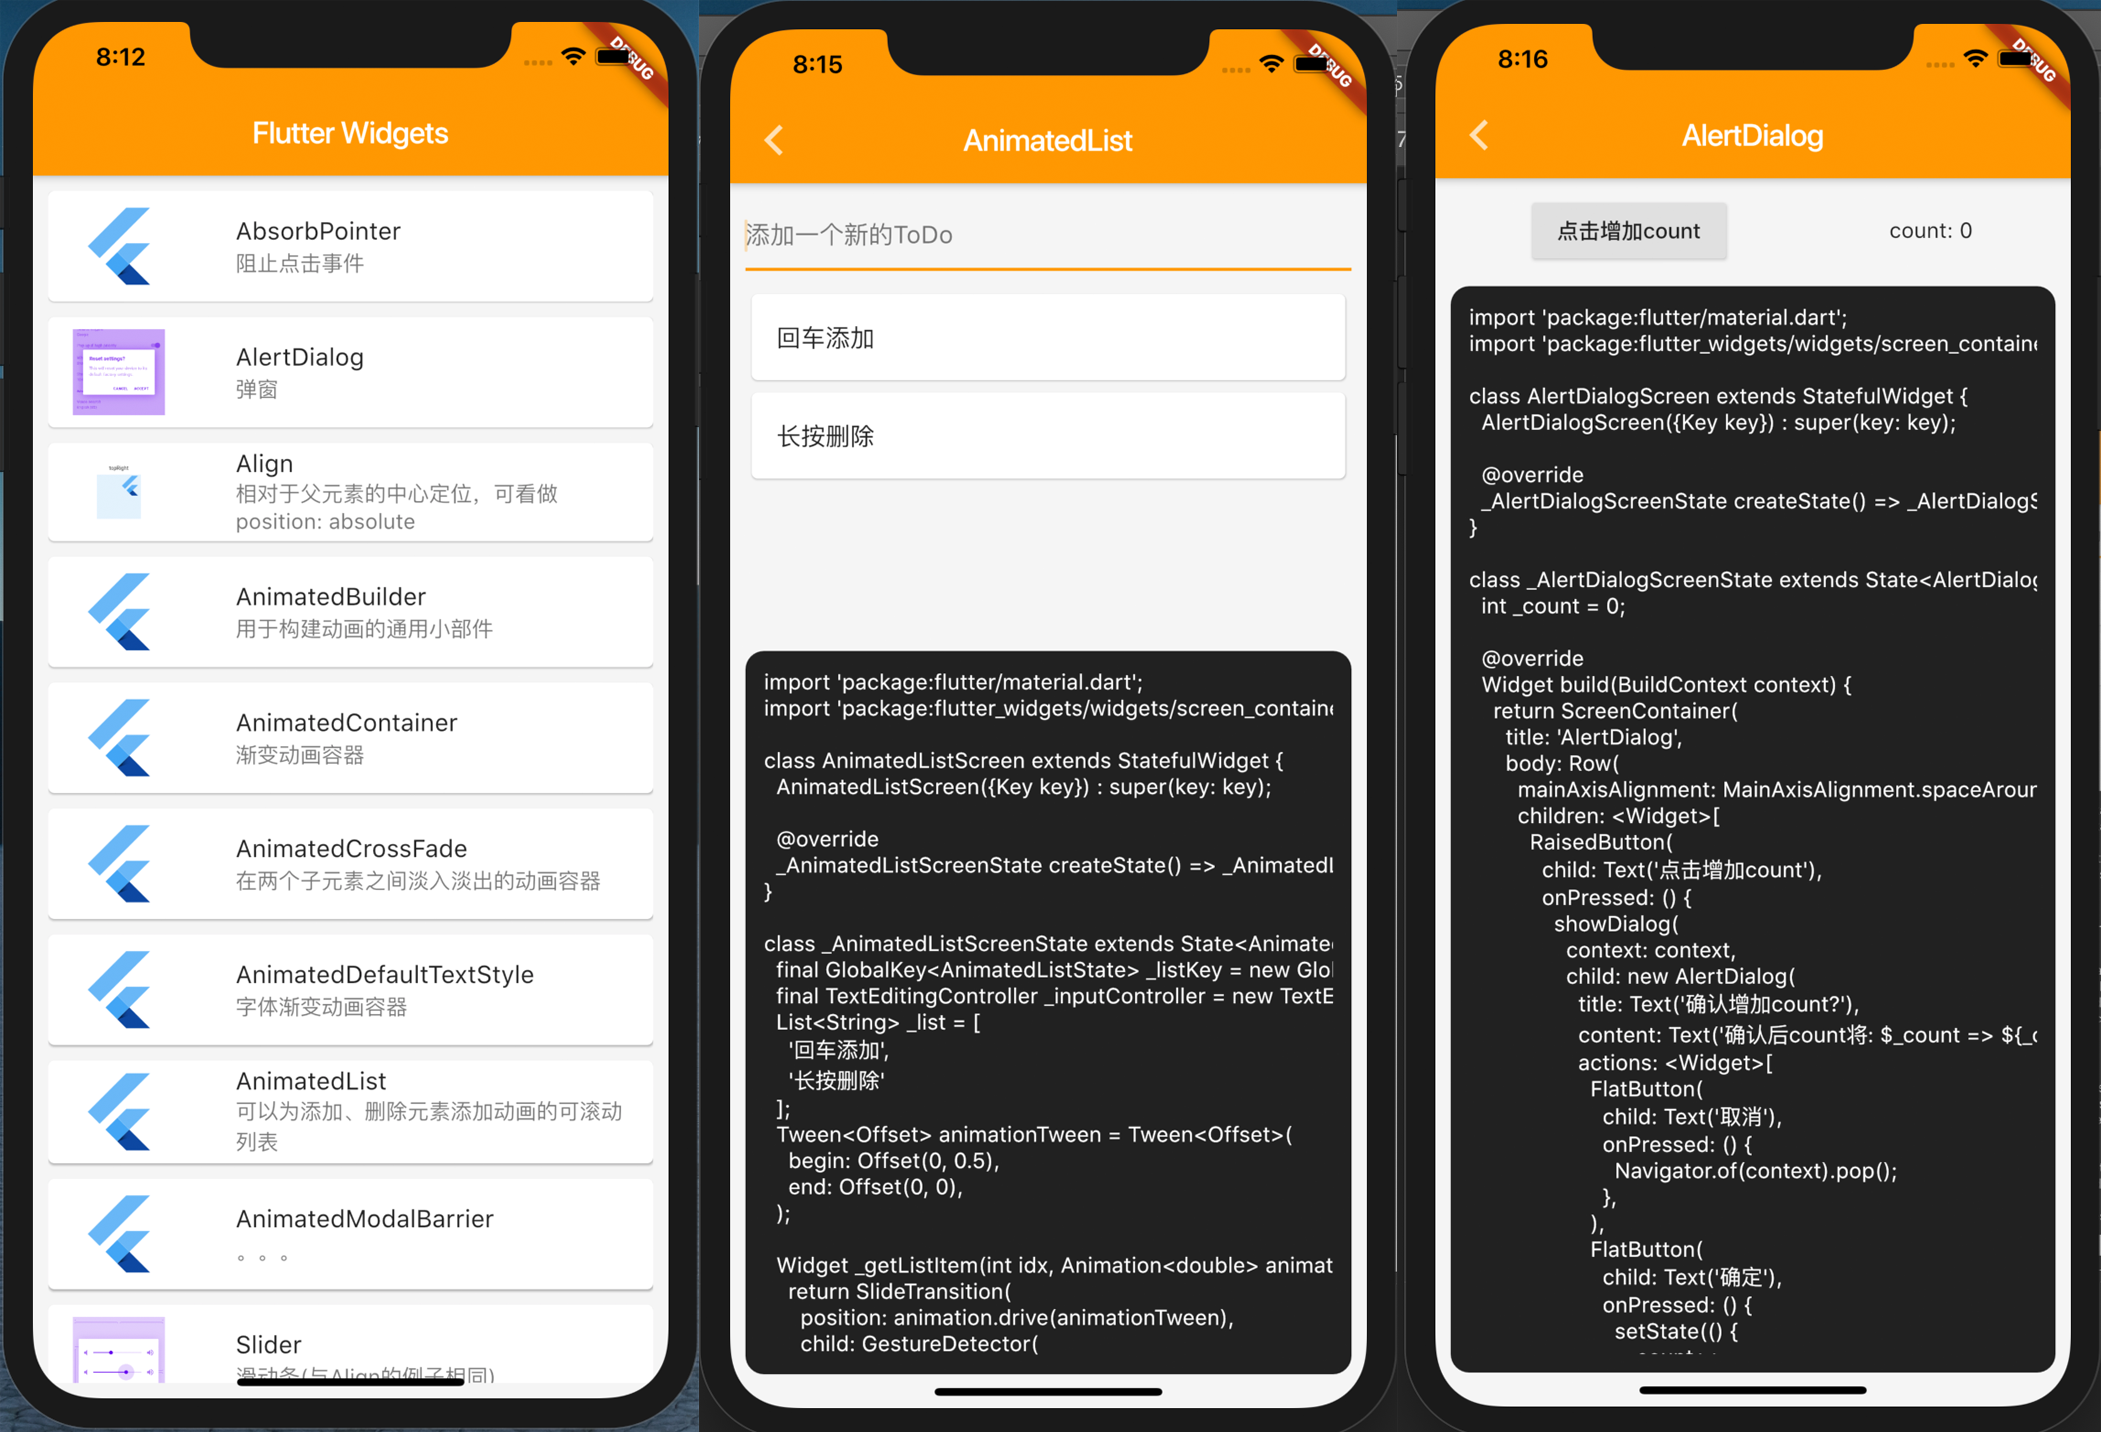 8:12
DEBUG
Flutter Widgets
AbsorbPointer
阻止点击事件
Reset settings?
CANCEL ACCEPT
AlertDialog
弹窗
topRight
Align
相对于父元素的中心定位，可看做
position: absolute
AnimatedBuilder
用于构建动画的通用小部件
AnimatedContainer
渐变动画容器
AnimatedCrossFade
在两个子元素之间淡入淡出的动画容器
AnimatedDefaultTextStyle
字体渐变动画容器
AnimatedList
可以为添加、删除元素添加动画的可滚动
列表
AnimatedModalBarrier
。。。
Slider
滑动条(与Align的例子相同)
8:15
DEBUG
AnimatedList
添加一个新的ToDo
回车添加
长按删除
import 'package:flutter/material.dart';
import 'package:flutter_widgets/widgets/screen_containe
class AnimatedListScreen extends StatefulWidget {
AnimatedListScreen({Key key}) : super(key: key);
@override
_AnimatedListScreenState createState() => _AnimatedL
}
class _AnimatedListScreenState extends State<Animate
final GlobalKey<AnimatedListState> _listKey = new Glo
final TextEditingController _inputController = new TextE
List<String> _list = [
'回车添加',
'长按删除'
];
Tween<Offset> animationTween = Tween<Offset>(
begin: Offset(0, 0.5),
end: Offset(0, 0),
);
Widget _getListItem(int idx, Animation<double> animat
return SlideTransition(
position: animation.drive(animationTween),
child: GestureDetector(
8:16
DEBUG
AlertDialog
点击增加count
count: 0
import 'package:flutter/material.dart';
import 'package:flutter_widgets/widgets/screen_containe
class AlertDialogScreen extends StatefulWidget {
AlertDialogScreen({Key key}) : super(key: key);
@override
_AlertDialogScreenState createState() => _AlertDialogS
}
class _AlertDialogScreenState extends State<AlertDialog
int _count = 0;
@override
Widget build(BuildContext context) {
return ScreenContainer(
title: 'AlertDialog',
body: Row(
mainAxisAlignment: MainAxisAlignment.spaceAroun
children: <Widget>[
RaisedButton(
child: Text('点击增加count'),
onPressed: () {
showDialog(
context: context,
child: new AlertDialog(
title: Text('确认增加count?'),
content: Text('确认后count将: $_count => ${_c
actions: <Widget>[
FlatButton(
child: Text('取消'),
onPressed: () {
Navigator.of(context).pop();
},
),
FlatButton(
child: Text('确定'),
onPressed: () {
setState(() {